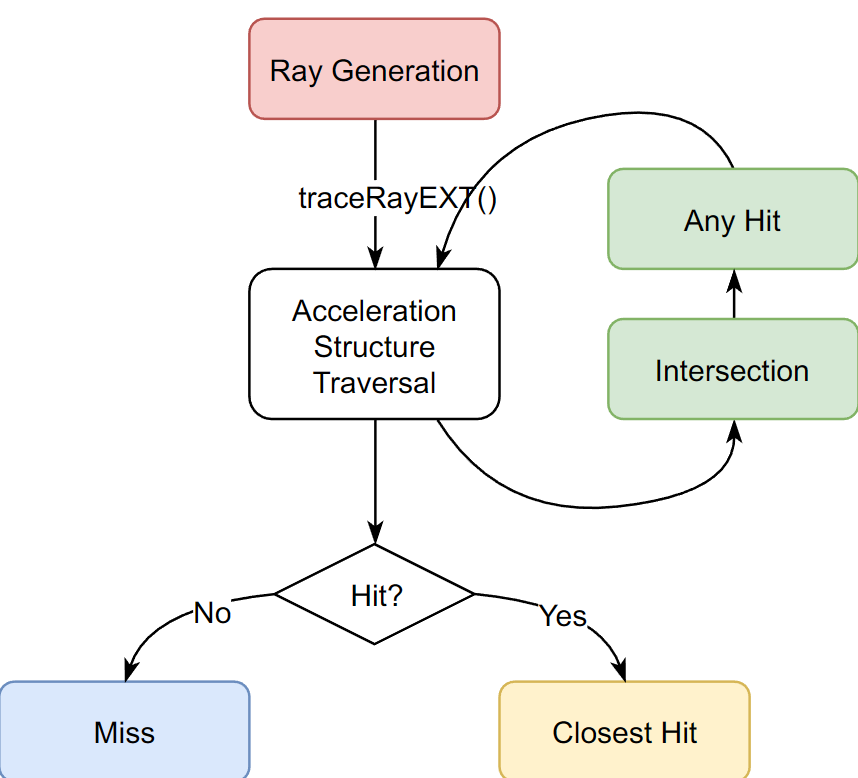 Ray Generation
traceRayEXT()
Any Hit
Acceleration
Structure
Traversal
Intersection
Hit?
No
Yes
Miss
Closest Hit